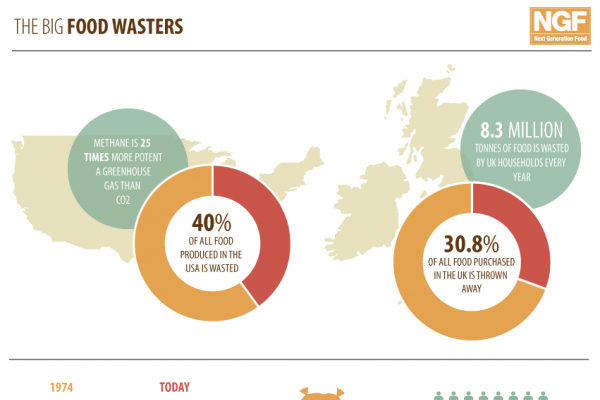 THE BIG FOOD WASTERS
NGF
Next Generation Food
METHANE IS 25
TIMES MORE POTENT
A GREENHOUSE
GAS THAN
CO2
40%
OF ALL FOOD
PRODUCED IN THE
USA IS WASTED
8.3 MILLION
TONNES OF FOOD IS WASTED
BY UK HOUSEHOLDS EVERY
YEAR
30.8%
OF ALL FOOD PURCHASED
IN THE UK IS THROWN
AWAY
1974
TODAY